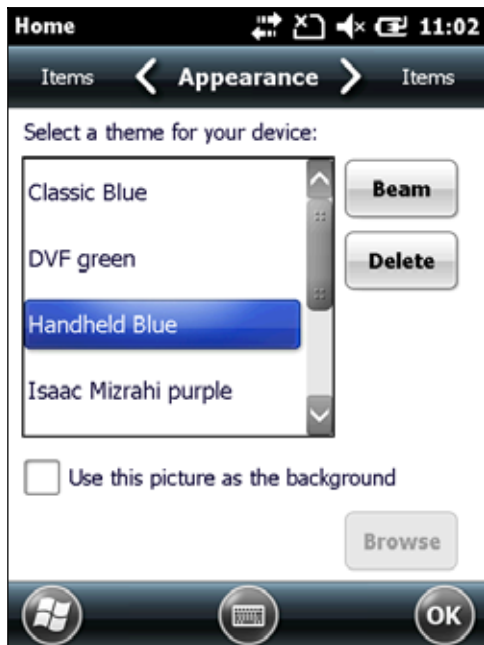 Home 11:02
Items Appearance Items
Select a theme for your device:
Classic Blue
Beam
DVF green
Delete
Handheld Blue
Isaac Mizrahi purple
Use this picture as the background
Browse
OK